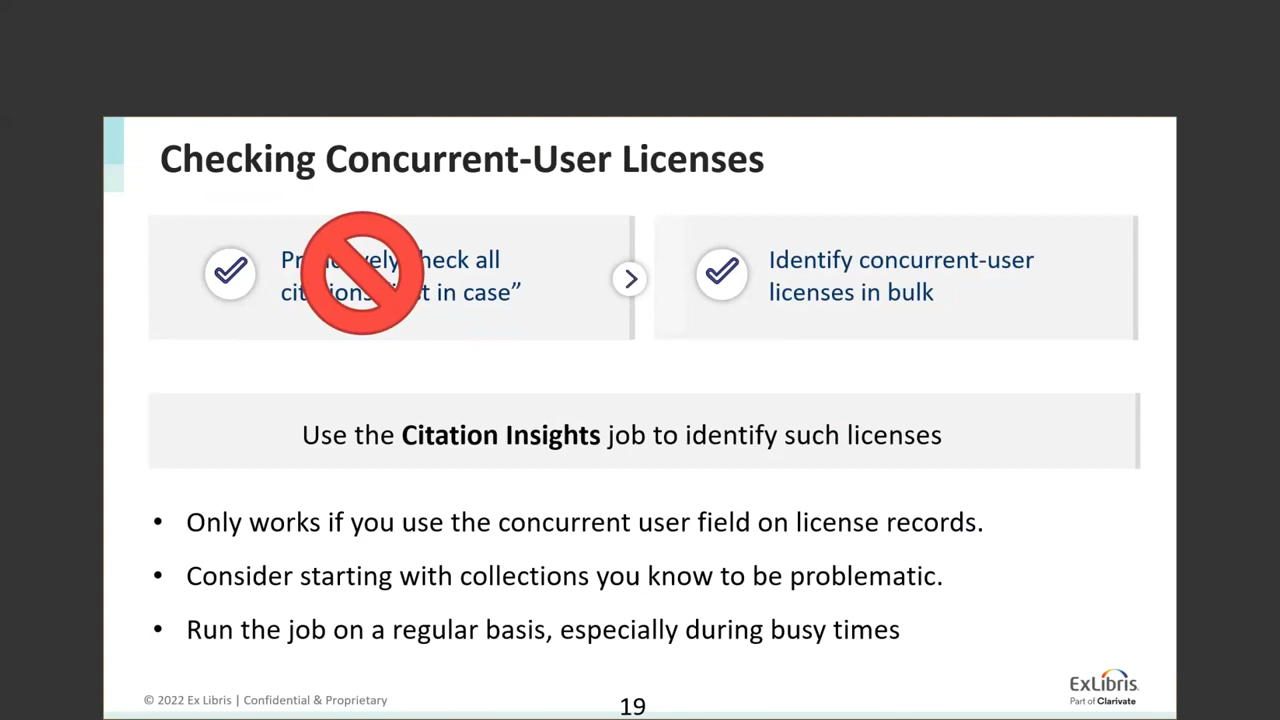 Checking Concurrent-User Licenses
check all
in case”
Identify concurrent-user
licenses in bulk
Use the Citation Insights job to identify such licenses
• Only works if you use the concurrent user field on license records.
• Consider starting with collections you know to be problematic.
• Run the job on a regular basis, especially during busy times
© 2022 Ex Libris | Confidential & Proprietary
19
ExLibris
Part of Clarivate